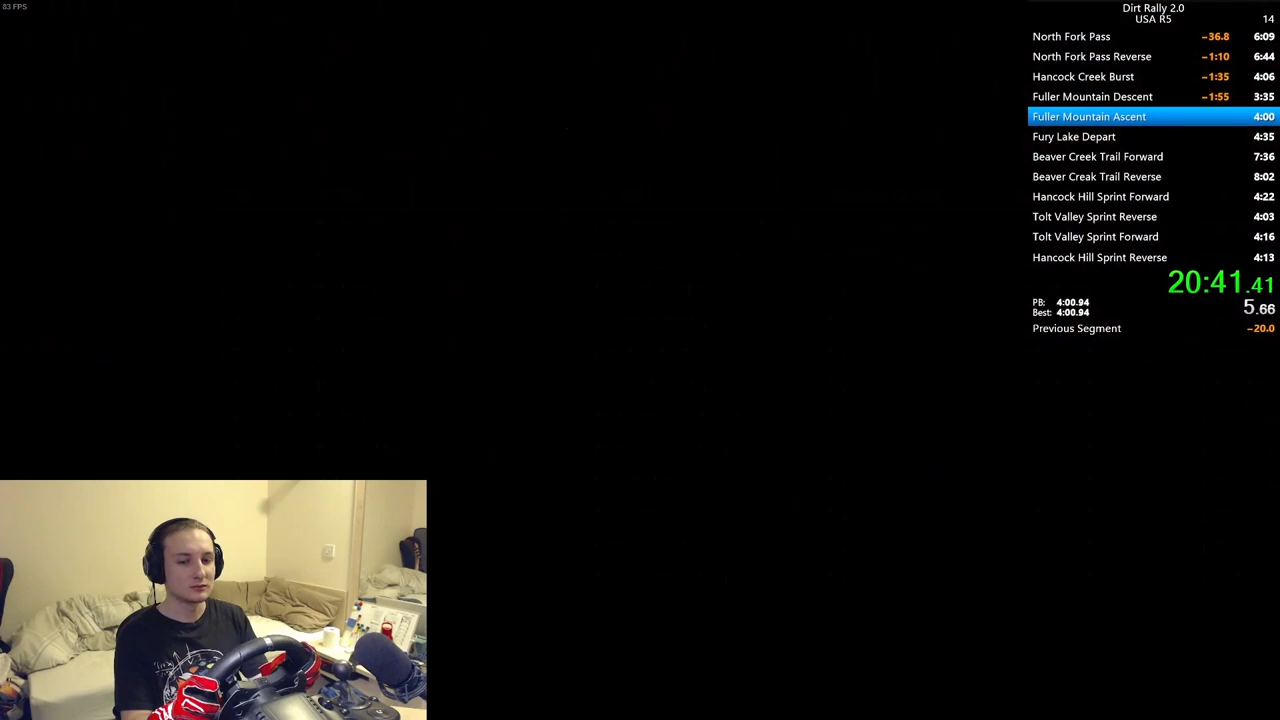 83 FPS
Dirt Rally 2.0
USA R5 14
North Fork Pass −36.8 6:09
North Fork Pass Reverse −1:10 6:44
Hancock Creek Burst −1:35 4:06
Fuller Mountain Descent −1:55 3:35
Fuller Mountain Ascent 4:00
Fury Lake Depart 4:35
Beaver Creek Trail Forward 7:36
Beaver Creak Trail Reverse 8:02
Hancock Hill Sprint Forward 4:22
Tolt Valley Sprint Reverse 4:03
Tolt Valley Sprint Forward 4:16
Hancock Hill Sprint Reverse 4:13
20:41.41
PB: 4:00.94 5.66
Best: 4:00.94
Previous Segment −20.0